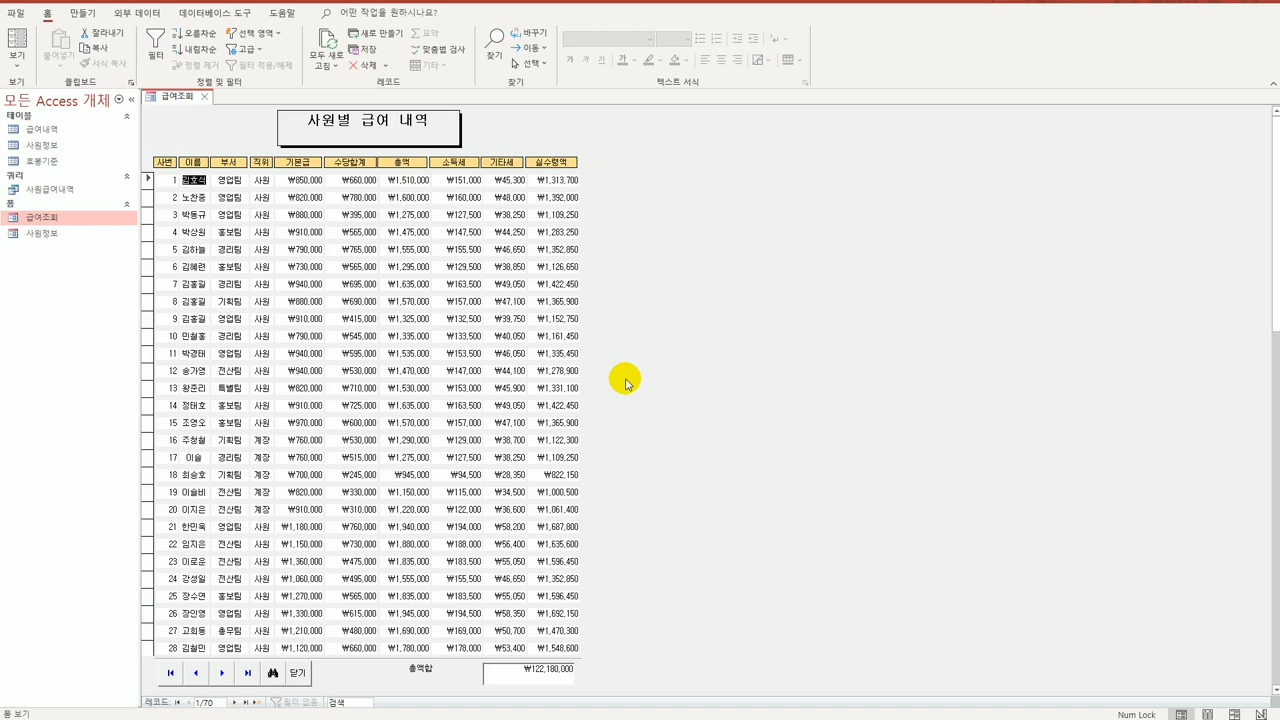 파일 홈 만들기 외부 데이터 데이터베이스 도구 도움말 어떤 작업을 원하시나요?
보기 붙여넣기 잘라내기 복사 서식 복사 필터 오름차순 내림차순 정렬 제거 선택 영역 고급 필터 적용/해제 모두 새로 고침 새로 만들기 저장 삭제 요약 맞춤법 검사 기타 찾기 바꾸기 이동 선택
보기 클립보드 정렬 및 필터 레코드 찾기 텍스트 서식
모든 Access 개체
테이블
급여내역
사원정보
호봉기준
쿼리
사원급여내역
폼
급여조회
사원정보
급여조회
사원별 급여 내역
사번 이름 부서 직위 기본급 수당합계 총액 소득세 기타세 실수령액
1 김호식 영업팀 사원 ₩850,000 ₩660,000 ₩1,510,000 ₩151,000 ₩45,300 ₩1,313,700
2 노찬중 영업팀 사원 ₩820,000 ₩780,000 ₩1,600,000 ₩160,000 ₩48,000 ₩1,392,000
3 박동규 영업팀 사원 ₩880,000 ₩395,000 ₩1,275,000 ₩127,500 ₩38,250 ₩1,109,250
4 박상원 홍보팀 사원 ₩910,000 ₩565,000 ₩1,475,000 ₩147,500 ₩44,250 ₩1,283,250
5 김하늘 경리팀 사원 ₩790,000 ₩765,000 ₩1,555,000 ₩155,500 ₩46,650 ₩1,352,850
6 김혜련 홍보팀 사원 ₩730,000 ₩565,000 ₩1,295,000 ₩129,500 ₩38,850 ₩1,126,650
7 김홍길 경리팀 사원 ₩940,000 ₩695,000 ₩1,635,000 ₩163,500 ₩49,050 ₩1,422,450
8 김홍길 기획팀 사원 ₩880,000 ₩690,000 ₩1,570,000 ₩157,000 ₩47,100 ₩1,365,900
9 김홍길 영업팀 사원 ₩910,000 ₩415,000 ₩1,325,000 ₩132,500 ₩39,750 ₩1,152,750
10 민철홍 경리팀 사원 ₩790,000 ₩545,000 ₩1,335,000 ₩133,500 ₩40,050 ₩1,161,450
11 박경태 영업팀 사원 ₩940,000 ₩595,000 ₩1,535,000 ₩153,500 ₩46,050 ₩1,335,450
12 송가영 전산팀 사원 ₩940,000 ₩530,000 ₩1,470,000 ₩147,000 ₩44,100 ₩1,278,900
13 왕준리 특별팀 사원 ₩820,000 ₩710,000 ₩1,530,000 ₩153,000 ₩45,900 ₩1,331,100
14 정태호 홍보팀 사원 ₩910,000 ₩725,000 ₩1,635,000 ₩163,500 ₩49,050 ₩1,422,450
15 조영오 홍보팀 사원 ₩970,000 ₩600,000 ₩1,570,000 ₩157,000 ₩47,100 ₩1,365,900
16 주청철 기획팀 계장 ₩760,000 ₩530,000 ₩1,290,000 ₩129,000 ₩38,700 ₩1,122,300
17 이슬 경리팀 계장 ₩760,000 ₩515,000 ₩1,275,000 ₩127,500 ₩38,250 ₩1,109,250
18 최승호 기획팀 계장 ₩700,000 ₩245,000 ₩945,000 ₩94,500 ₩28,350 ₩822,150
19 이슬비 전산팀 계장 ₩820,000 ₩330,000 ₩1,150,000 ₩115,000 ₩34,500 ₩1,000,500
20 이지은 전산팀 계장 ₩910,000 ₩310,000 ₩1,220,000 ₩122,000 ₩36,600 ₩1,061,400
21 한민욱 영업팀 사원 ₩1,180,000 ₩760,000 ₩1,940,000 ₩194,000 ₩58,200 ₩1,687,800
22 임지은 전산팀 사원 ₩1,150,000 ₩730,000 ₩1,880,000 ₩188,000 ₩56,400 ₩1,635,600
23 이로운 전산팀 사원 ₩1,360,000 ₩475,000 ₩1,835,000 ₩183,500 ₩55,050 ₩1,596,450
24 강성일 전산팀 사원 ₩1,060,000 ₩495,000 ₩1,555,000 ₩155,500 ₩46,650 ₩1,352,850
25 장수연 홍보팀 사원 ₩1,270,000 ₩565,000 ₩1,835,000 ₩183,500 ₩55,050 ₩1,596,450
26 장인영 영업팀 사원 ₩1,330,000 ₩615,000 ₩1,945,000 ₩194,500 ₩58,350 ₩1,692,150
27 고희동 총무팀 사원 ₩1,210,000 ₩480,000 ₩1,690,000 ₩169,000 ₩50,700 ₩1,470,300
28 김철민 영업팀 사원 ₩1,120,000 ₩660,000 ₩1,780,000 ₩178,000 ₩53,400 ₩1,548,600
닫기 총액합 ₩122,180,000
레코드: 1/70 필터 없음 검색
폼 보기 Num Lock